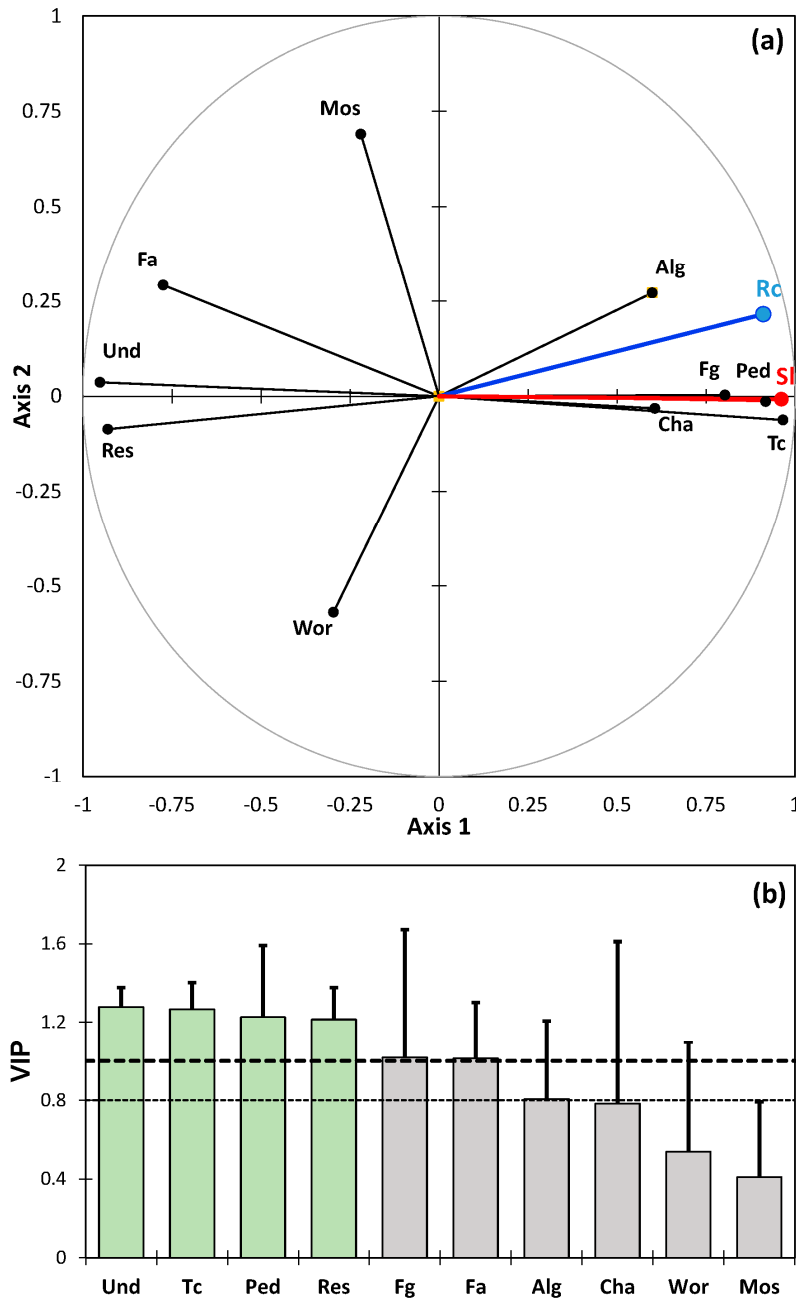 (a)
1
0.75
0.5
0.25
0
-0.25
-0.5
-0.75
-1
Axis 2
Mos
Fa
Und
Res
Wor
Alg
Rc
Fg Ped Sl
Cha Tc
-1 -0.75 -0.5 -0.25 0 0.25 0.5 0.75 1
Axis 1
(b)
2
1.6
1.2
0.8
0.4
0
VIP
Und Tc Ped Res Fg Fa Alg Cha Wor Mos